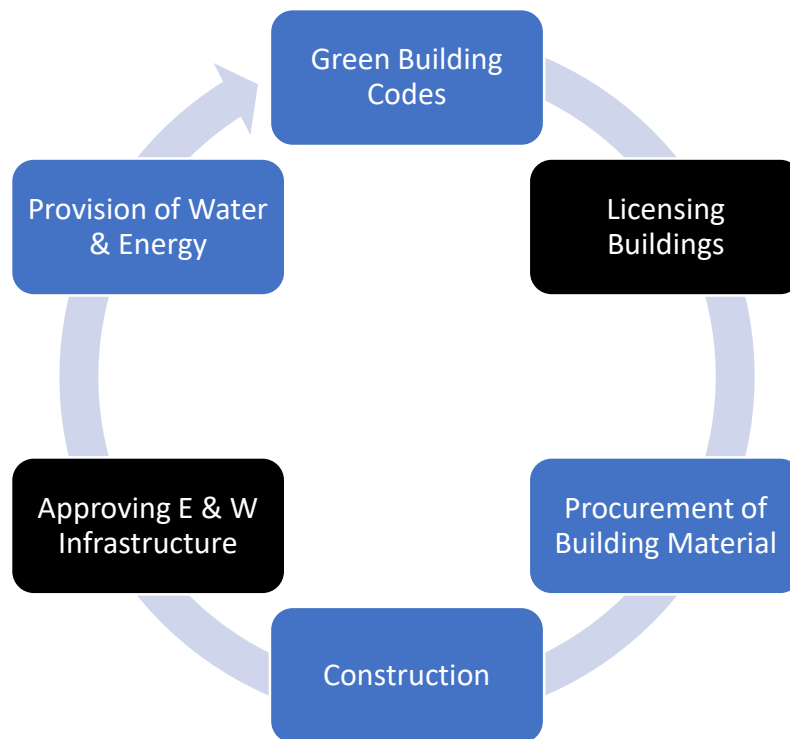 Green Building
Codes
Licensing
Buildings
Procurement of
Building Material
Construction
Approving E & W
Infrastructure
Provision of Water
& Energy